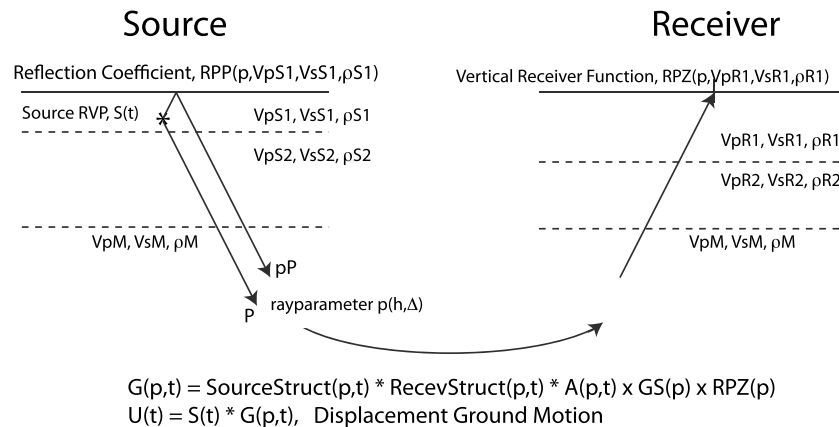 Source
Receiver
Reflection Coefficient, RPP(p,VpS1,VsS1,ρS1)
Vertical Receiver Function, RPZ(p,VpR1,VsR1,ρR1)
Source RVP, S(t)
*
VpS1, VsS1, ρS1
VpS2, VsS2, ρS2
VpR1, VsR1, ρR1
VpR2, VsR2, ρR2
VpM, VsM, ρM
VpM, VsM, ρM
pP
P
rayparameter p(h,Δ)
G(p,t) = SourceStruct(p,t) * RecevStruct(p,t) * A(p,t) x GS(p) x RPZ(p)
U(t) = S(t) * G(p,t), Displacement Ground Motion